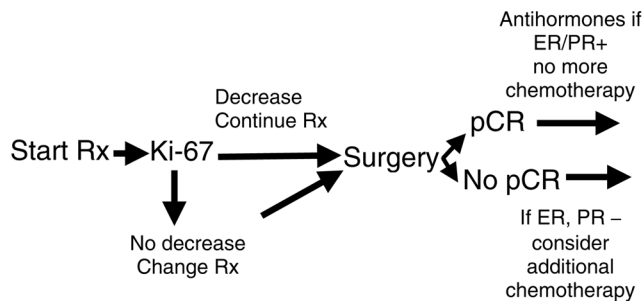 Antihormones if
ER/PR+
no more
chemotherapy
Decrease
Continue Rx
pCR
Start Rx
Ki-67
Surgery
No pCR
No decrease
Change Rx
If ER, PR –
consider
additional
chemotherapy